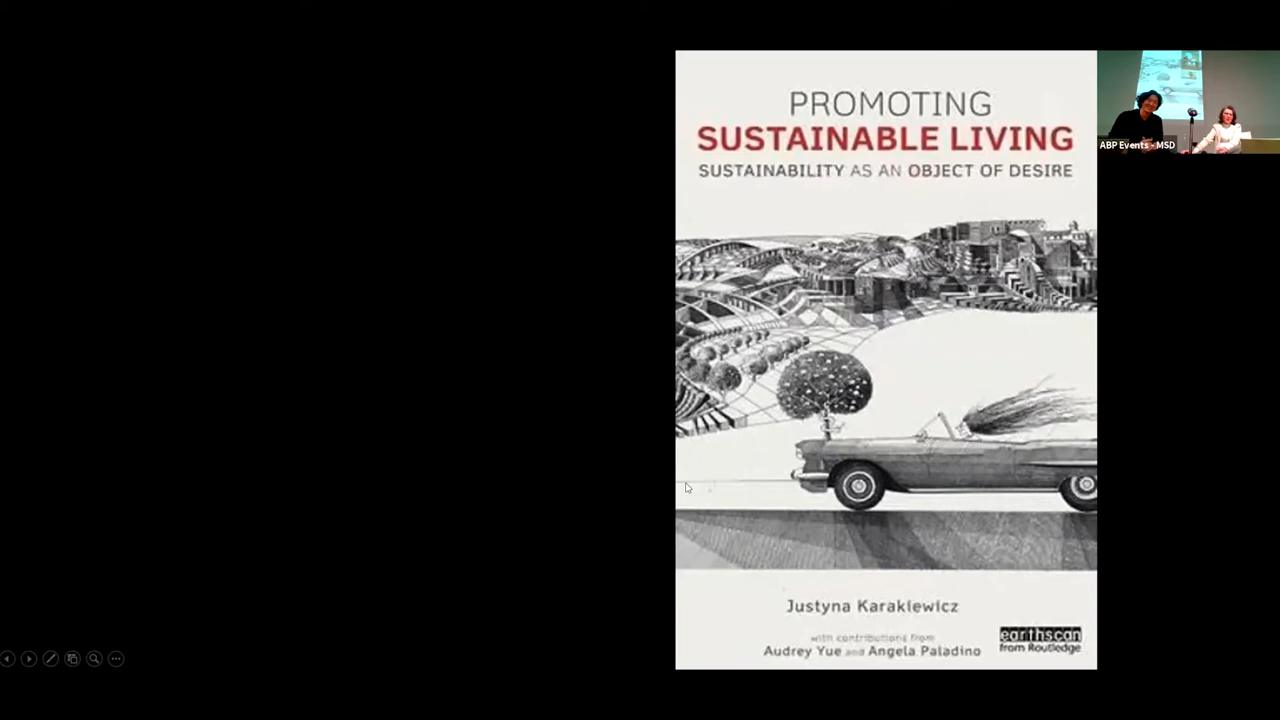 PROMOTING
SUSTAINABLE LIVING
SUSTAINABILITY AS AN OBJECT OF DESIRE
ABP Events - MSD
Justyna Karakiewicz
with contributions from
Audrey Yue and Angela Paladino
earthscan
from Routledge